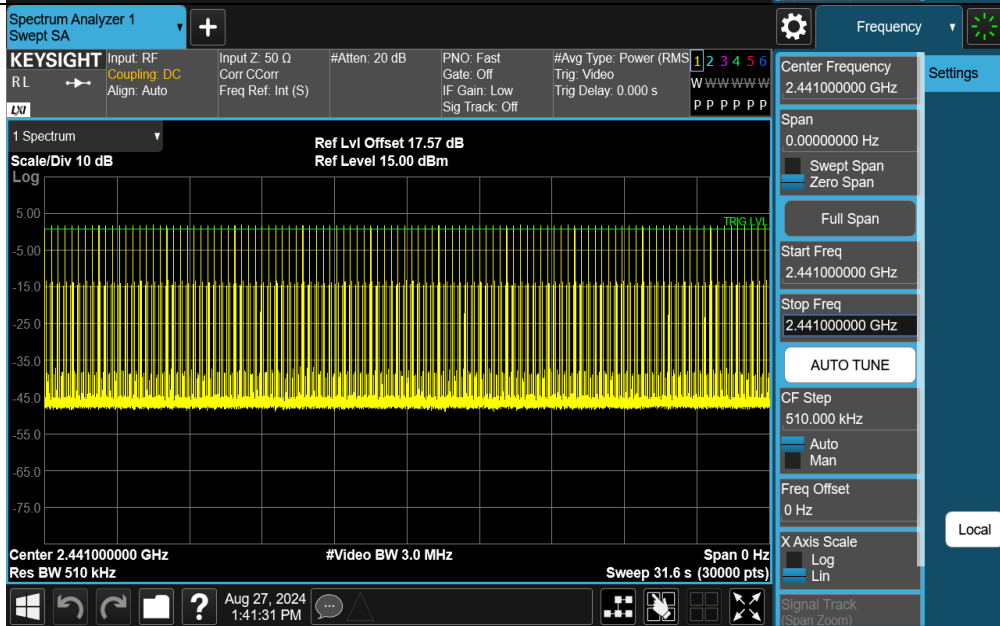 Spectrum Analyzer 1
Swept SA
Frequency
KEYSIGHT
RL
LXI
Input: RF
Coupling: DC
Align: Auto
Input Z: 50 Ω
Corr CCorr
Freq Ref: Int (S)
#Atten: 20 dB
PNO: Fast
Gate: Off
IF Gain: Low
Sig Track: Off
#Avg Type: Power (RMS
Trig: Video
Trig Delay: 0.000 s
1 2 3 4 5 6
W W W W W W
P P P P P P
1 Spectrum
Scale/Div 10 dB
Log
Ref Lvl Offset 17.57 dB
Ref Level 15.00 dBm
TRIG LVL
5.00
-5.00
-15.0
-25.0
-35.0
-45.0
-55.0
-65.0
-75.0
Center 2.441000000 GHz
Res BW 510 kHz
#Video BW 3.0 MHz
Span 0 Hz
Sweep 31.6 s (30000 pts)
Aug 27, 2024
1:41:31 PM
Center Frequency
2.441000000 GHz
Settings
Span
0.00000000 Hz
Swept Span
Zero Span
Full Span
Start Freq
2.441000000 GHz
Stop Freq
2.441000000 GHz
AUTO TUNE
CF Step
510.000 kHz
Auto
Man
Freq Offset
0 Hz
X Axis Scale
Log
Lin
Local
Signal Track
(Span Zoom)